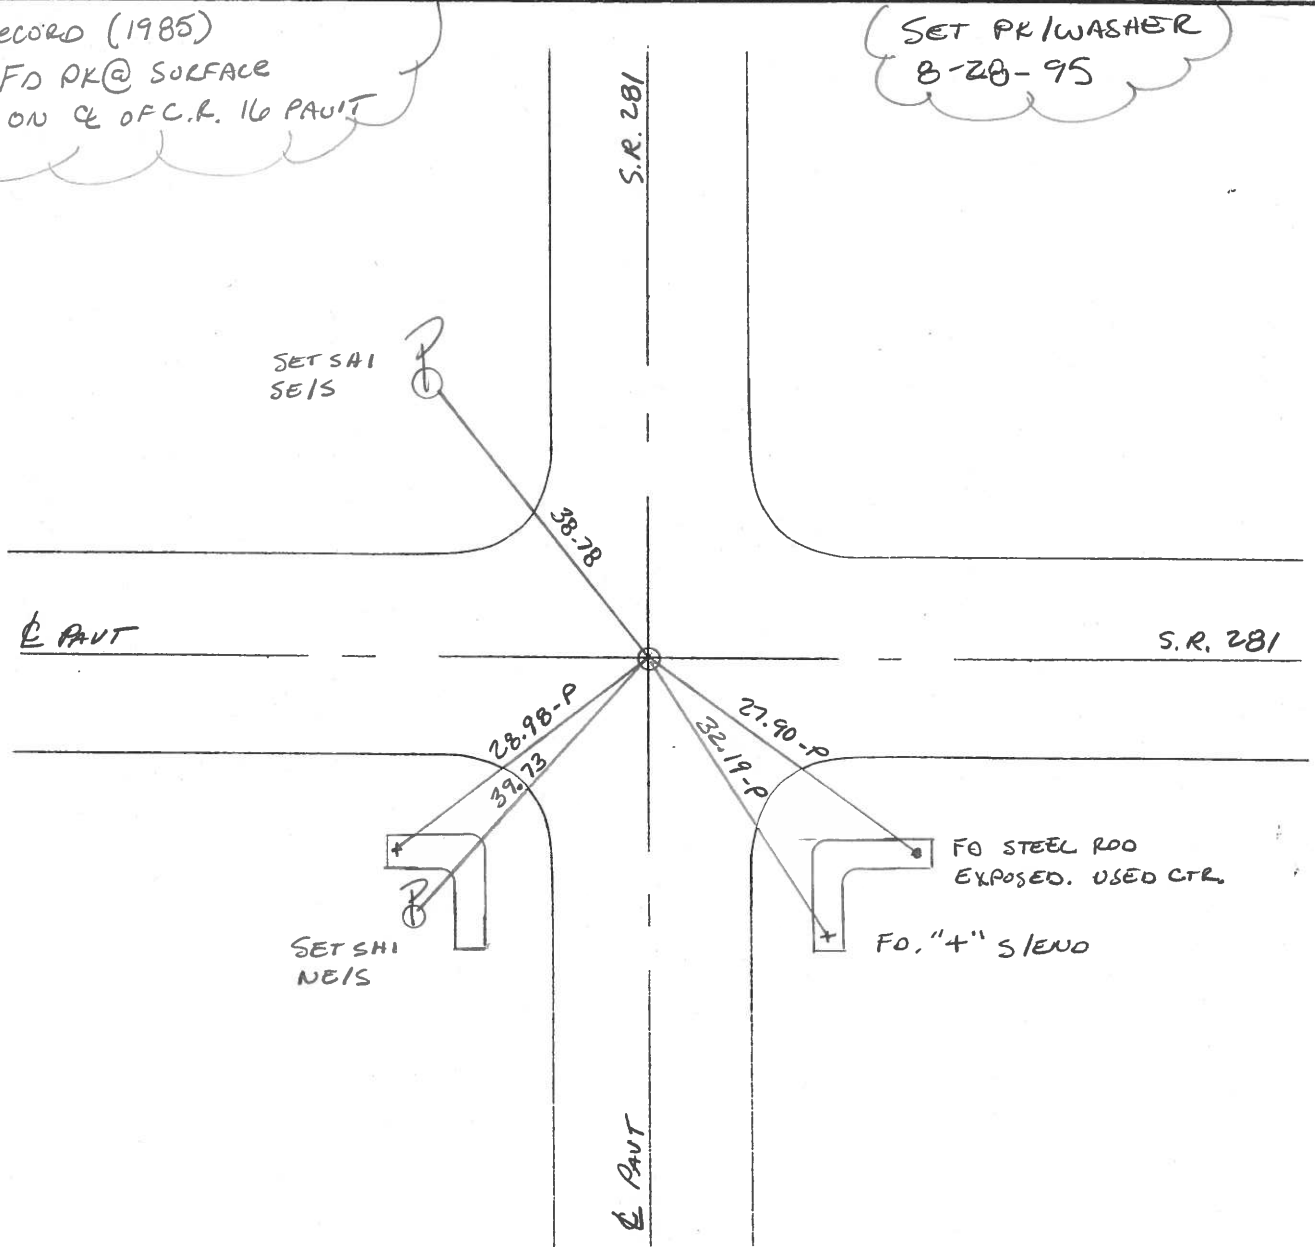 ECORD (1985)
FD PK@ SURFACE
ON ℄ OF C.R. 16 PAV'T
SET PK/WASHER
8-28-95
S.R. 281
SET SHI
SE/S
38.78
℄ PAVT
S.R. 281
28.98-P
39.73
27.90-P
32.19-P
FD STEEL ROD
EXPOSED. USED CTR.
FD. "+" S/END
SET SHI
NE/S
℄ PAVT